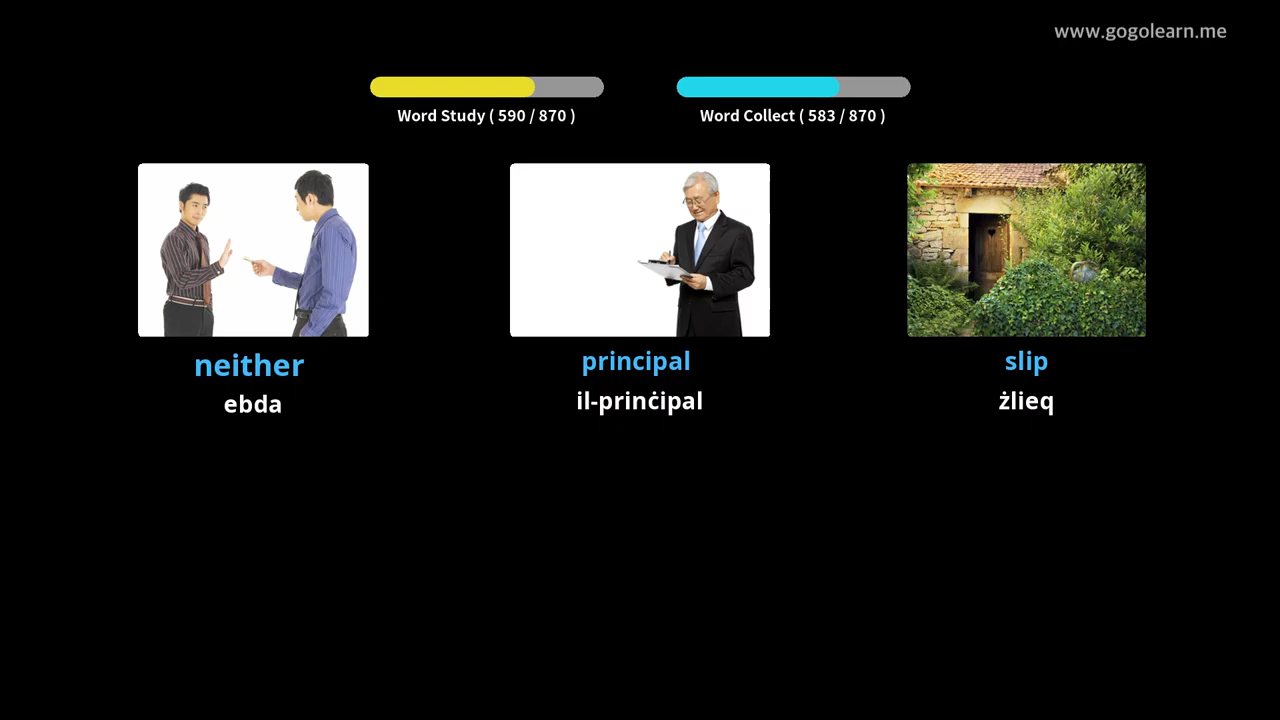 www.gogolearn.me
Word Study ( 590 / 870 )
Word Collect ( 583 / 870 )
neither
ebda
principal
il-prinċipal
slip
żlieq